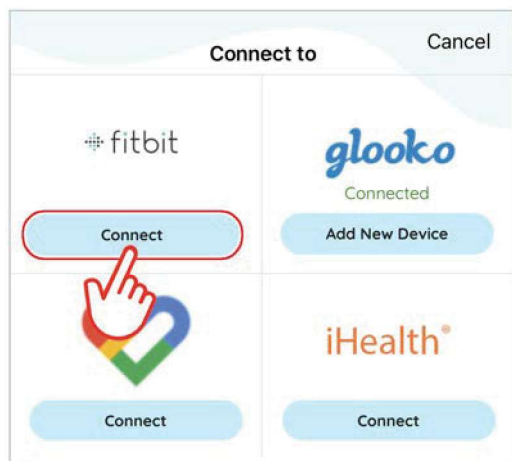 Cancel
Connect to
fitbit
glooko
Connected
Connect
Add New Device
iHealth®
Connect
Connect